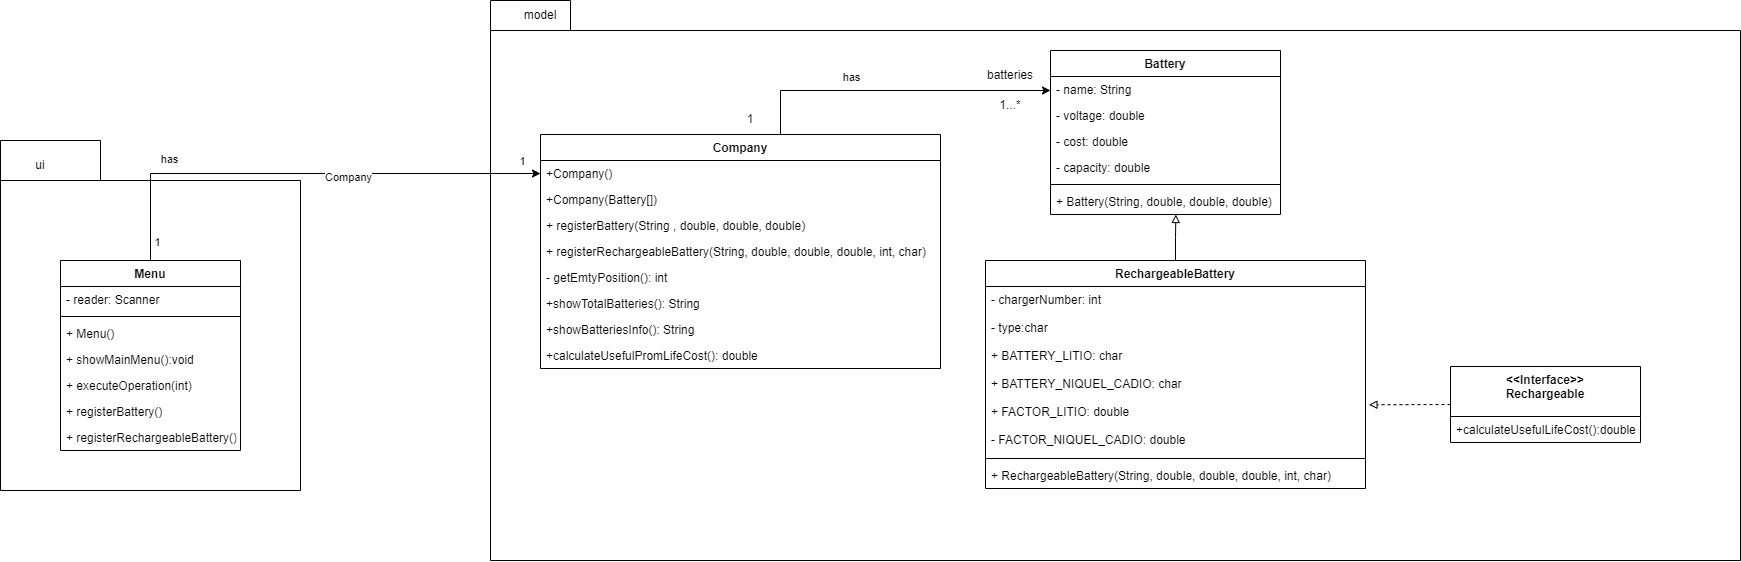 model
ui
has
Company
1
1
Menu
- reader: Scanner
+ Menu()
+ showMainMenu():void
+ executeOperation(int)
+ registerBattery()
+ registerRechargeableBattery()
Company
+Company()
+Company(Battery[])
+ registerBattery(String , double, double, double)
+ registerRechargeableBattery(String, double, double, double, int, char)
- getEmtyPosition(): int
+showTotalBatteries(): String
+showBatteriesInfo(): String
+calculateUsefulPromLifeCost(): double
has
batteries
1
1...*
Battery
- name: String
- voltage: double
- cost: double
- capacity: double
+ Battery(String, double, double, double)
RechargeableBattery
- chargerNumber: int
- type:char
+ BATTERY_LITIO: char
+ BATTERY_NIQUEL_CADIO: char
+ FACTOR_LITIO: double
- FACTOR_NIQUEL_CADIO: double
+ RechargeableBattery(String, double, double, double, int, char)
<<Interface>>
Rechargeable
+calculateUsefulLifeCost():double